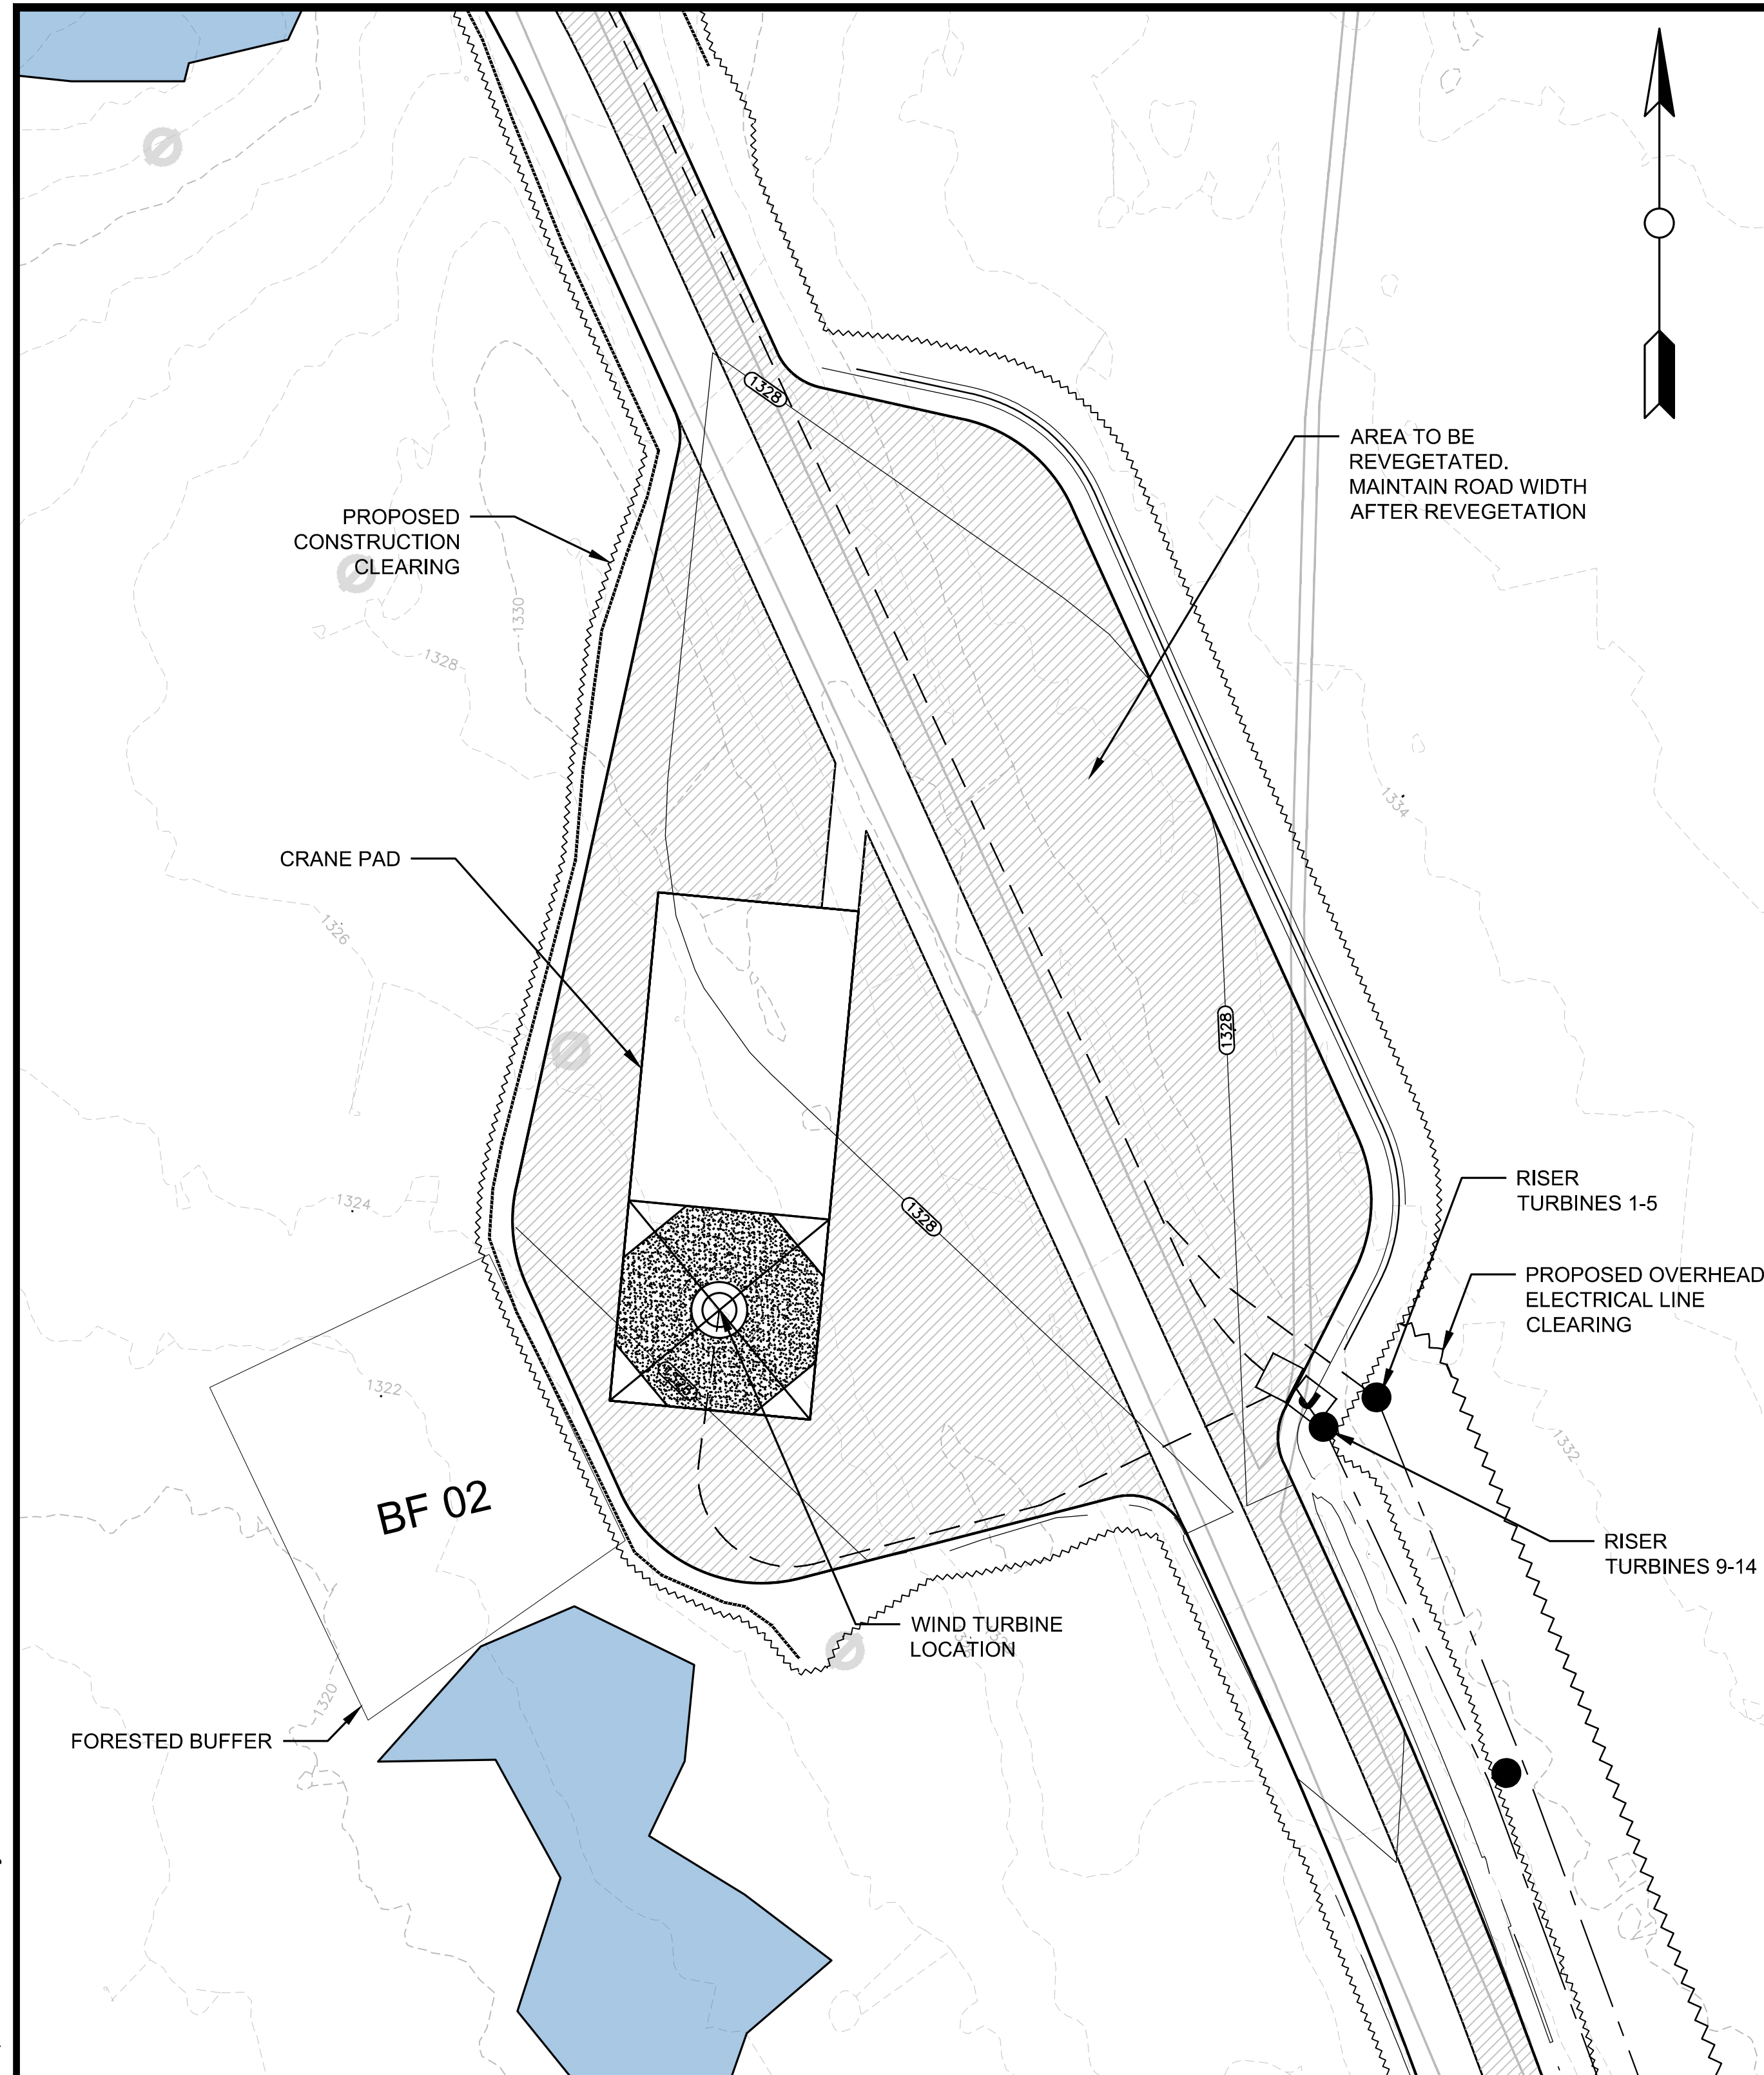 AREA TO BE
REVEGETATED.
MAINTAIN ROAD WIDTH
AFTER REVEGETATION
1328
PROPOSED
CONSTRUCTION
CLEARING
1330
1328
1334
CRANE PAD
1326
1328
RISER
TURBINES 1-5
1324
1328
PROPOSED OVERHEAD
ELECTRICAL LINE
CLEARING
1322
J
1332
BF 02
RISER
TURBINES 9-14
WIND TURBINE
LOCATION
1320
FORESTED BUFFER